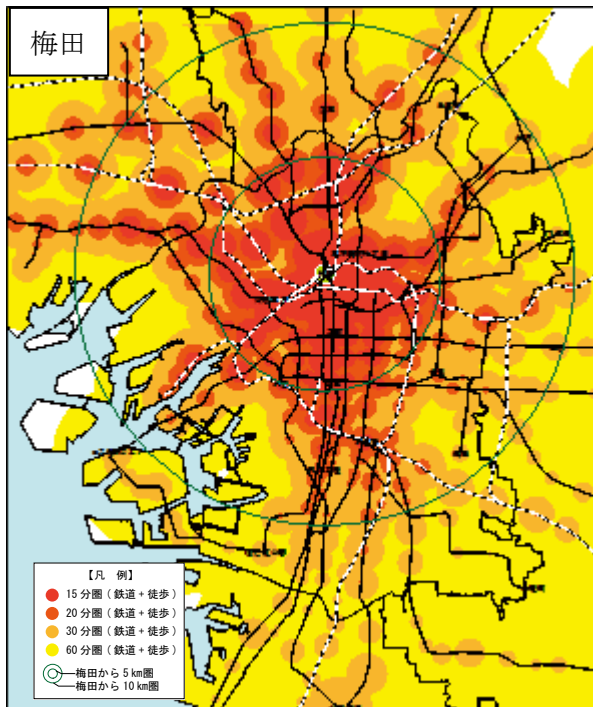 梅田
【凡 例】
15 分圏 ( 鉄道 + 徒歩 )
20 分圏 ( 鉄道 + 徒歩 )
30 分圏 ( 鉄道 + 徒歩 )
60 分圏 ( 鉄道 + 徒歩 )
梅田から 5 km圏
梅田から 10 km圏